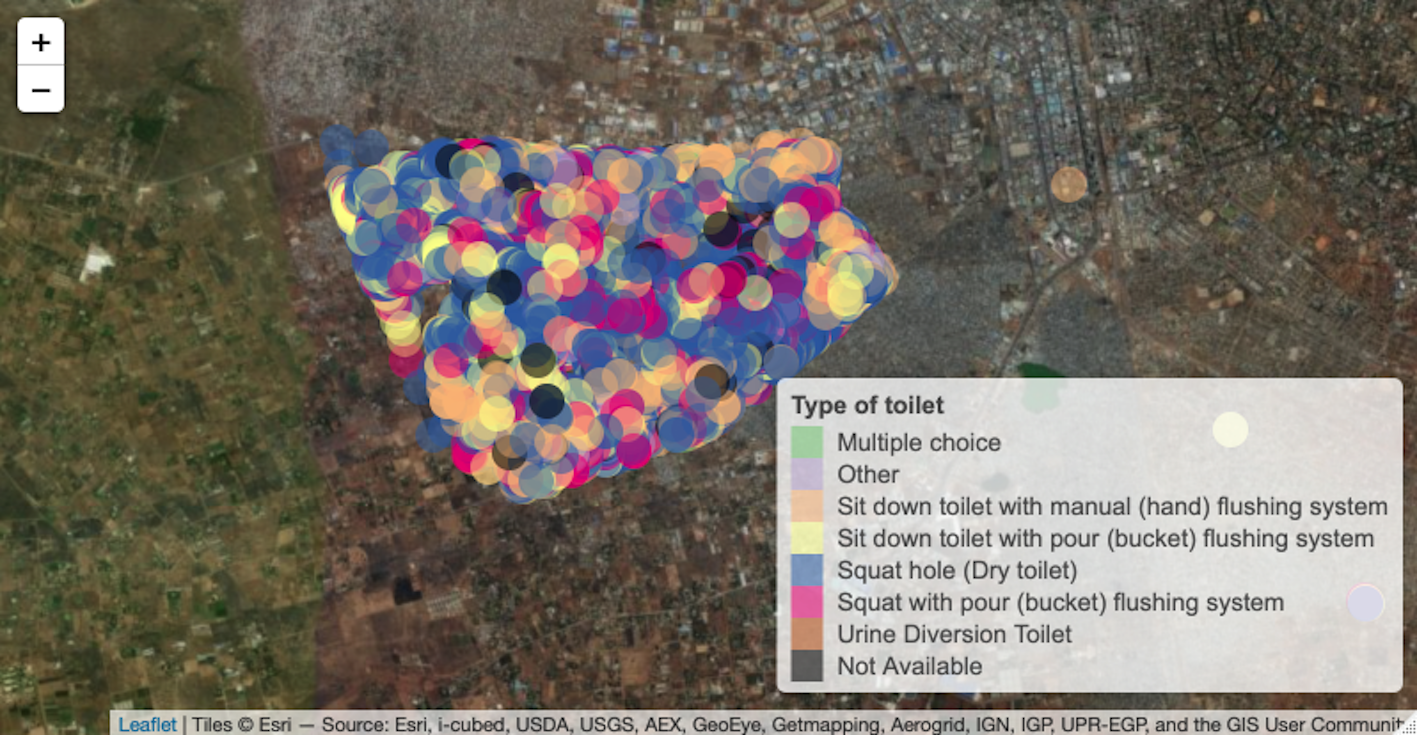 +
−
Type of toilet
Multiple choice
Other
Sit down toilet with manual (hand) flushing system
Sit down toilet with pour (bucket) flushing system
Squat hole (Dry toilet)
Squat with pour (bucket) flushing system
Urine Diversion Toilet
Not Available
Leaflet | Tiles © Esri — Source: Esri, i-cubed, USDA, USGS, AEX, GeoEye, Getmapping, Aerogrid, IGN, IGP, UPR-EGP, and the GIS User Communit